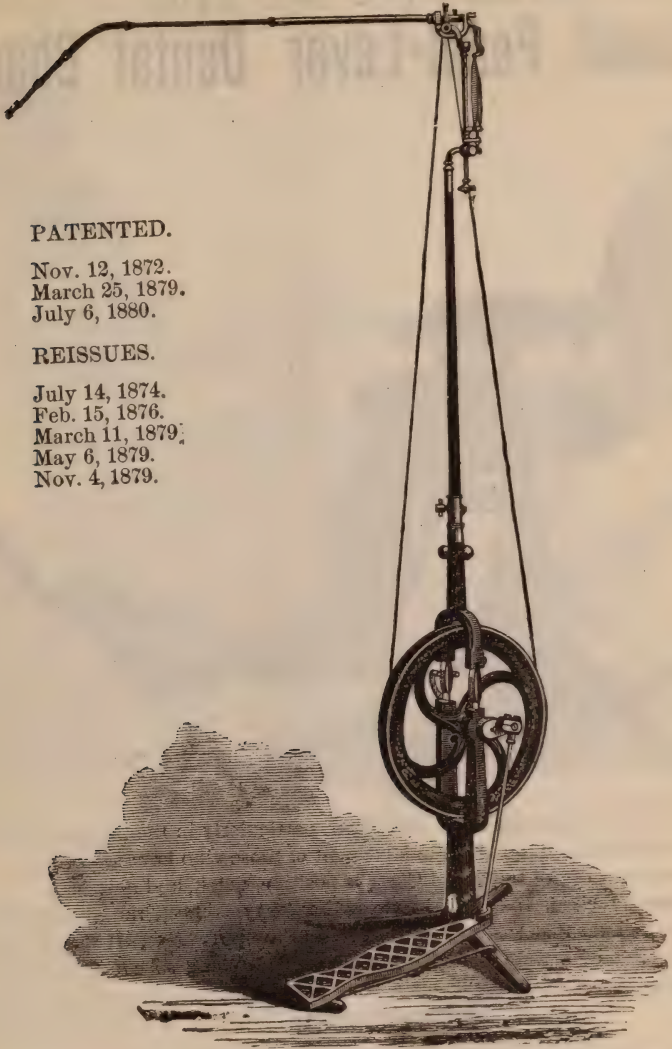 PATENTED.
Nov. 12, 1872.
March 25, 1879.
July 6, 1880.
REISSUES.
July 14, 1874.
Feb. 15, 1876.
March 11, 1879.
May 6, 1879.
Nov. 4, 1879.